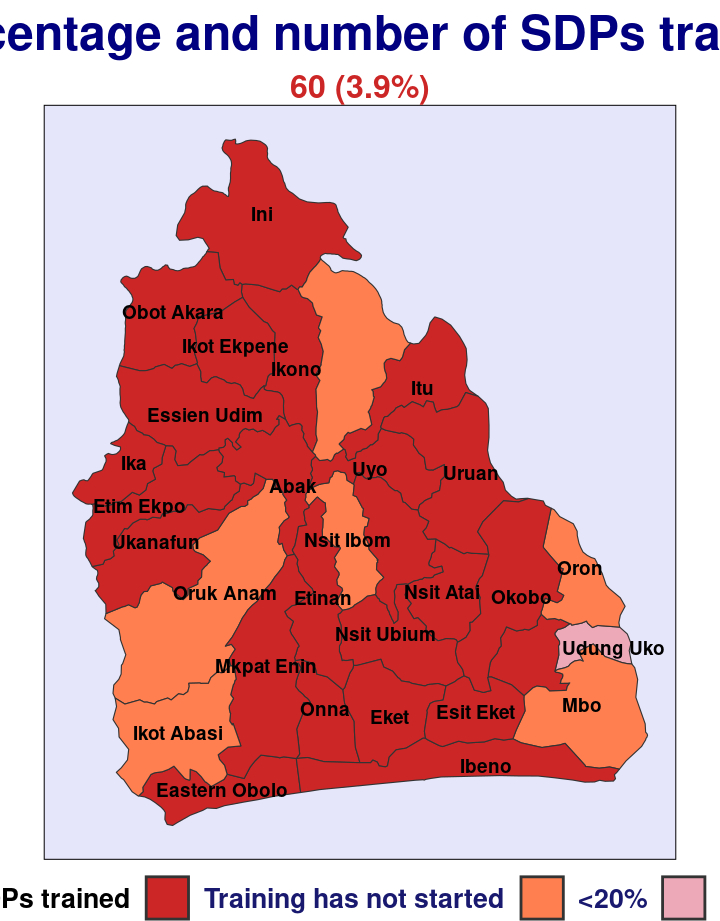 centage and number of SDPs tra
60 (3.9%)
Ini
Obot Akara
Ikot Ekpene
Ikono
Itu
Essien Udim
Ika
Uyo
Uruan
Abak
Etim Ekpo
Ukanafun
Nsit Ibom
Oron
Oruk Anam
Etinan
Nsit Atai
Okobo
Nsit Ubium
Udung Uko
Mkpat Enin
Onna
Eket
Esit Eket
Mbo
Ikot Abasi
Ibeno
Eastern Obolo
Ps trained Training has not started <20%